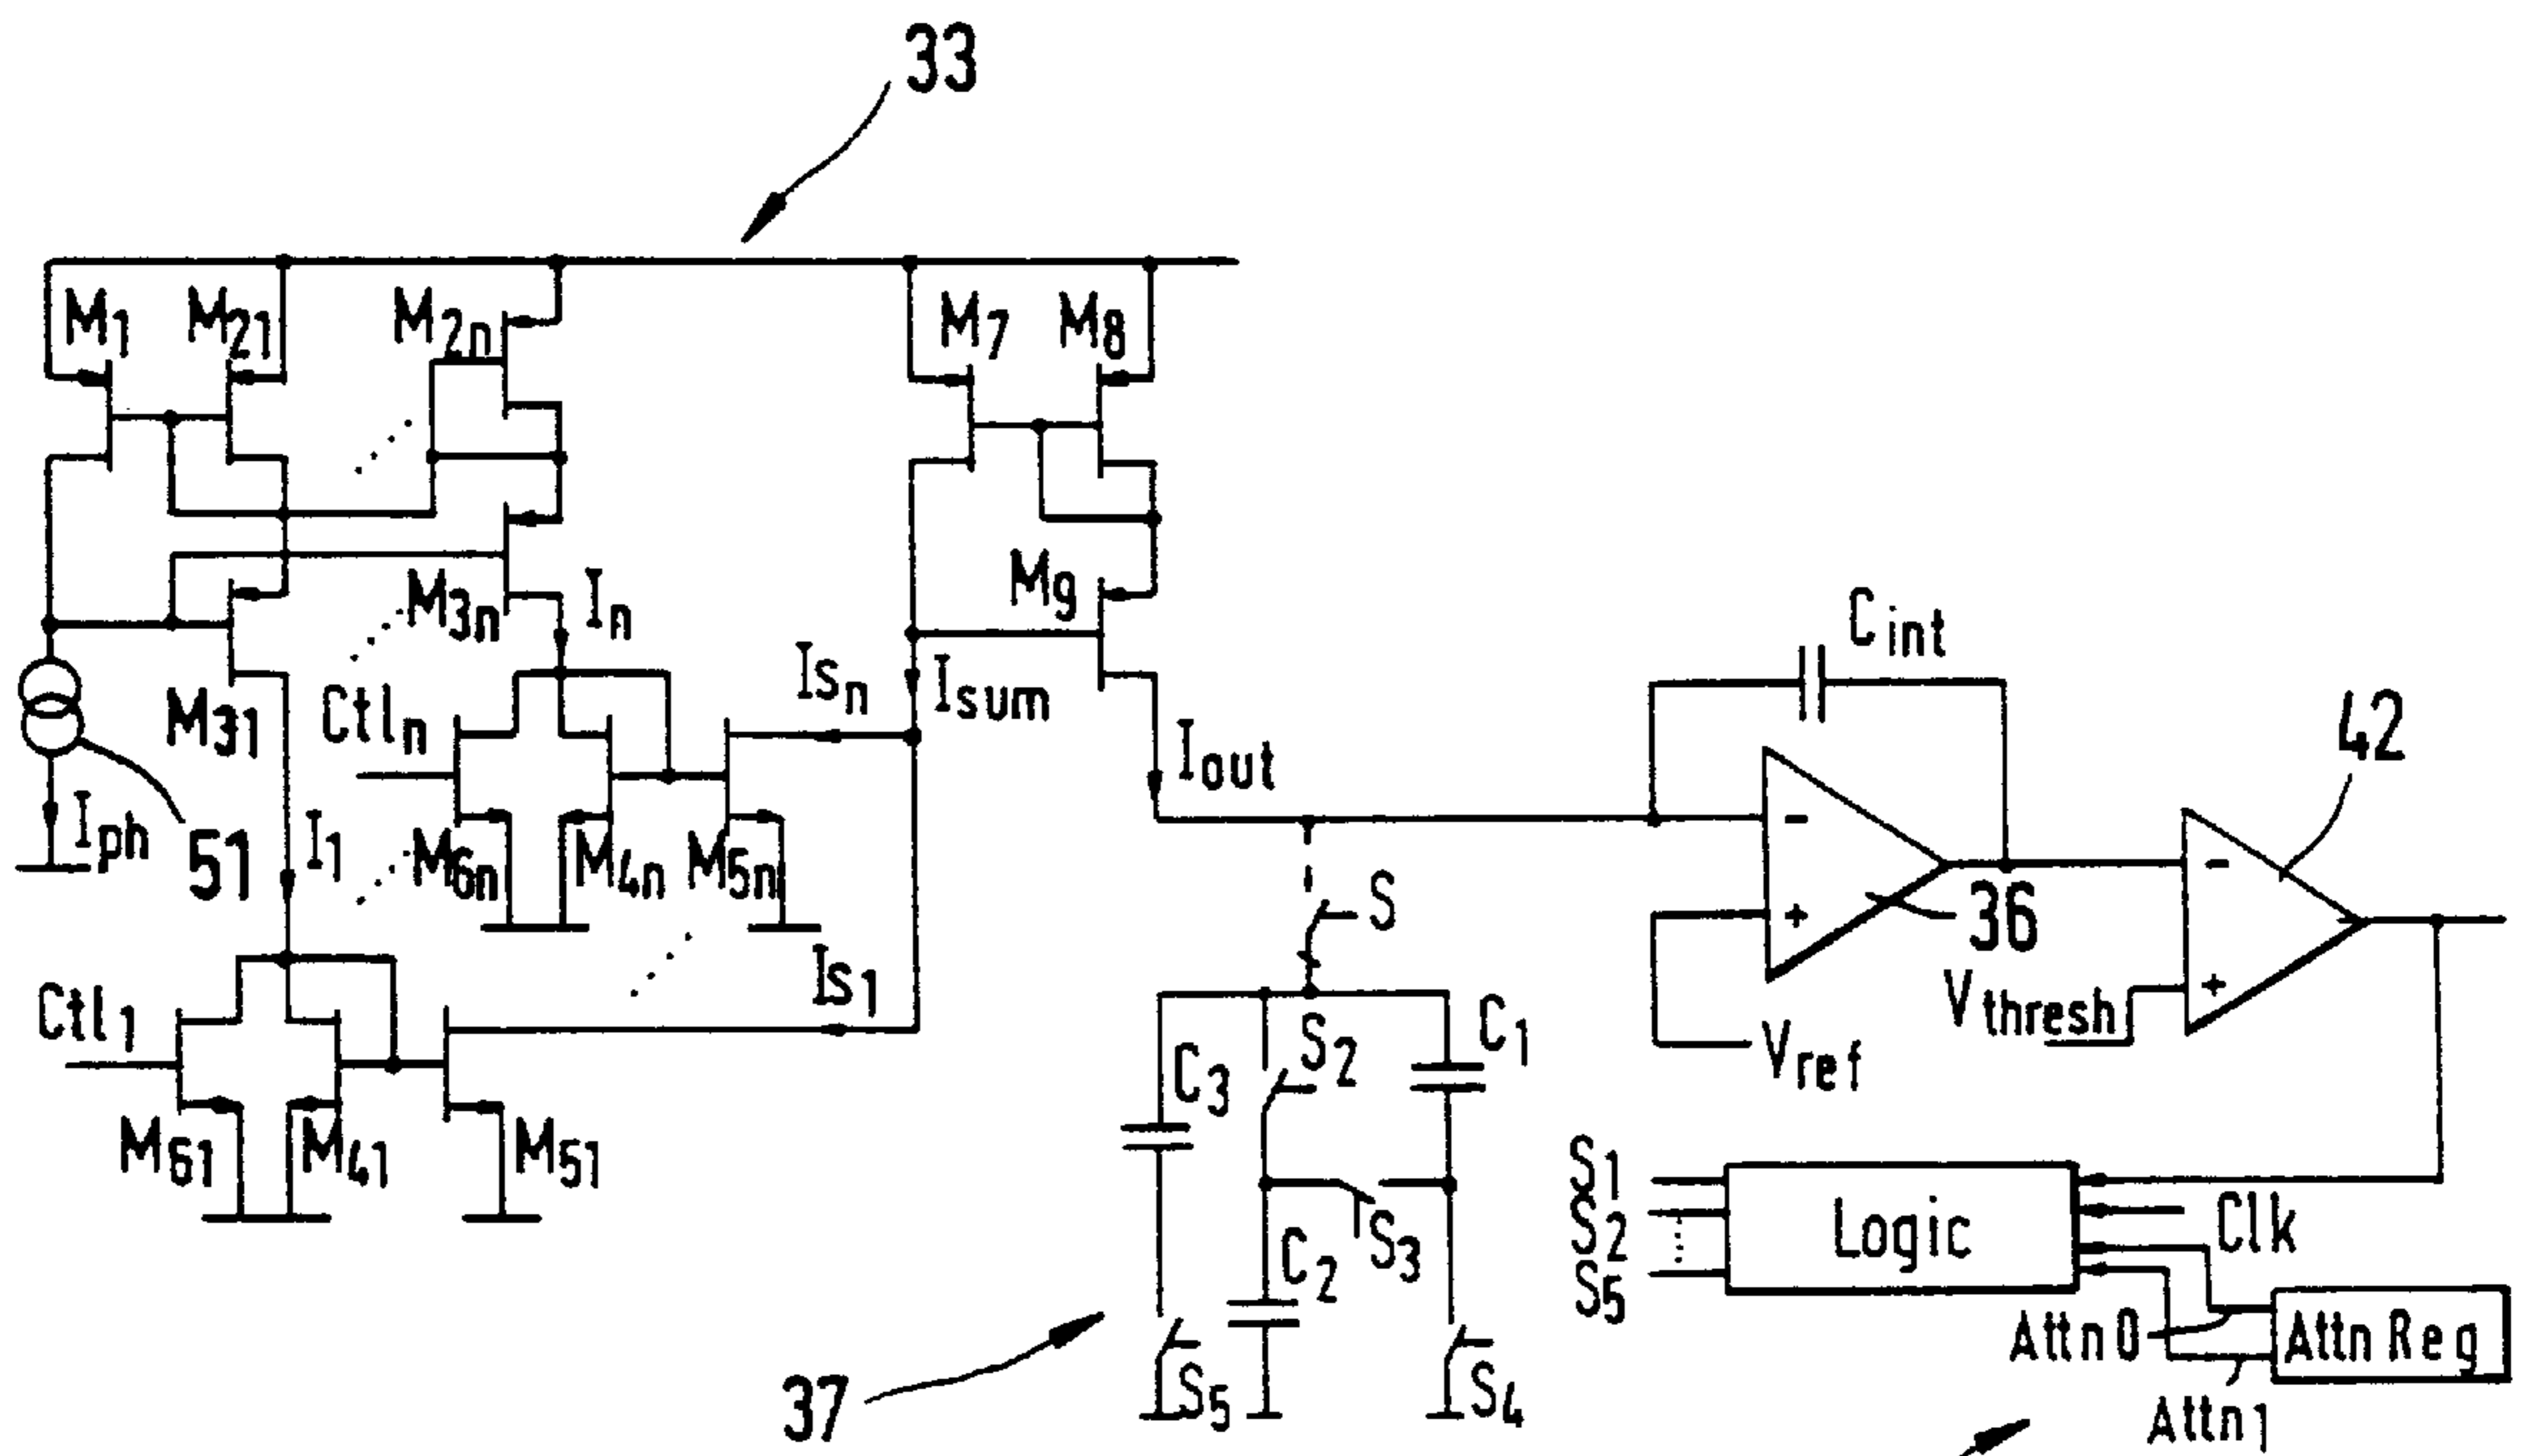 33
M1
M21
M2n
M7
M8
M31
M3n
In
M9
Cint
Ctln
Isn
Isum
Iout
42
Iph
51
I1
M6n
M4n
M5n
S
-
+
36
-
+
Vthresh
Vref
Ctl1
Is1
M61
M41
M51
C3
S2
C1
C2
S3
S5
S4
37
S1
S2
S5
Logic
Clk
Attn0
Attn Reg
Attn1